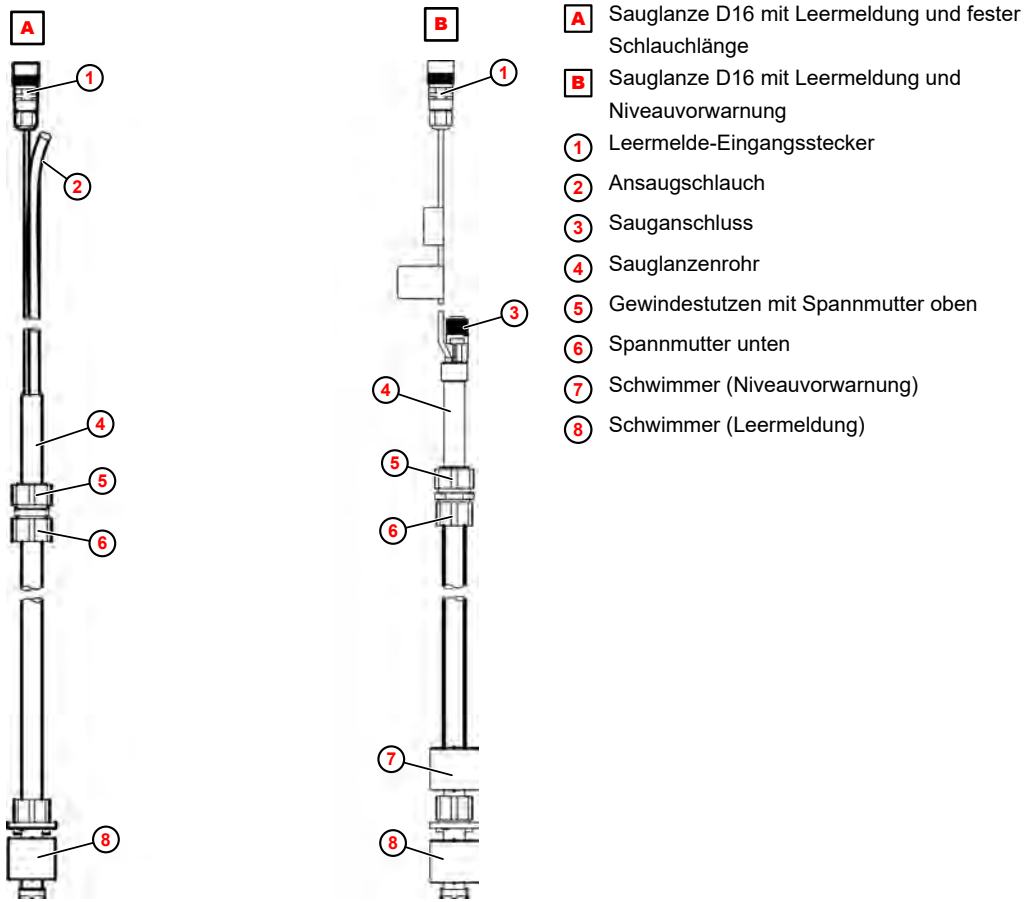 A
B
1
2
4
5
6
8
1
3
4
5
6
7
8
A Sauglanze D16 mit Leermeldung und fester
Schlauchlänge
B Sauglanze D16 mit Leermeldung und
Niveauvorwarnung
1 Leermelde-Eingangsstecker
2 Ansaugschlauch
3 Sauganschluss
4 Sauglanzenrohr
5 Gewindestutzen mit Spannmutter oben
6 Spannmutter unten
7 Schwimmer (Niveauvorwarnung)
8 Schwimmer (Leermeldung)